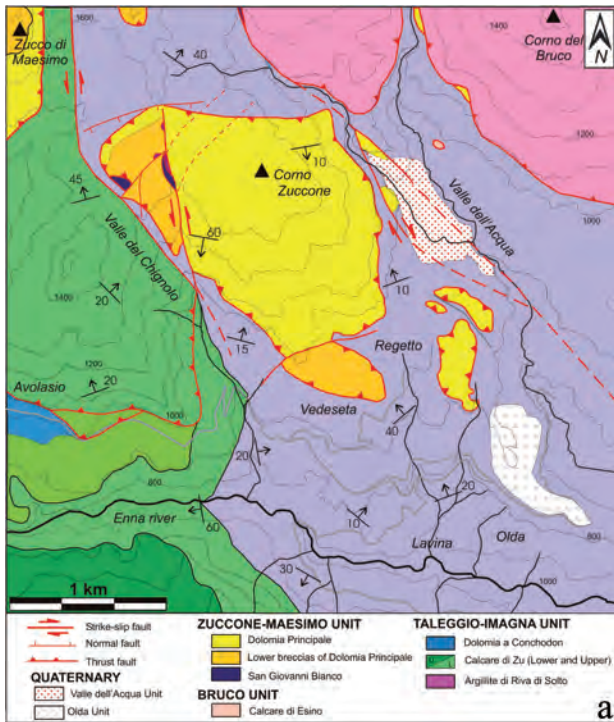 1600
1400
Zucco di
Maesimo
40
Corno del
Bruco
N
1200
10
Corno
Zuccone
Valle dell'Acqua
45
1000
Valle del Chignolo
60
20
1400
10
15
Regetto
1200
20
Avolasio
1000
Vedeseta
40
20
800
20
Enna river
60
10
Lavina
Olda
800
30
1000
1 km
Strike-slip fault
Normal fault
Thrust fault
QUATERNARY
Valle dell'Acqua Unit
Olda Unit
ZUCCONE-MAESIMO UNIT
Dolomia Principale
Lower breccias of Dolomia Principale
San Giovanni Bianco
BRUCO UNIT
Calcare di Esino
TALEGGIO-IMAGNA UNIT
Dolomia a Conchodon
Calcare di Zu (Lower and Upper)
Argillite di Riva di Solto
a